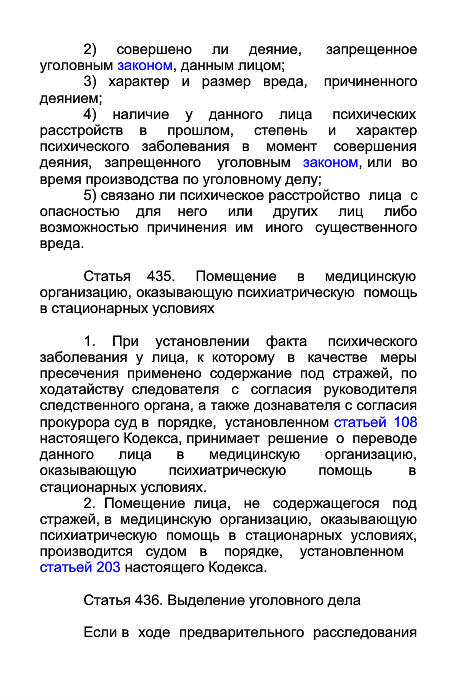 2) совершено ли деяние, запрещенное
уголовным законом, данным лицом;
3) характер и размер вреда, причиненного
деянием;
4) наличие у данного лица психических
расстройств в прошлом, степень и характер
психического заболевания в момент совершения
деяния, запрещенного уголовным законом, или во
время производства по уголовному делу;
5) связано ли психическое расстройство лица с
опасностью для него или других лиц либо
возможностью причинения им иного существенного
вреда.
Статья 435. Помещение в медицинскую
организацию, оказывающую психиатрическую помощь
в стационарных условиях
1. При установлении факта психического
заболевания у лица, к которому в качестве меры
пресечения применено содержание под стражей, по
ходатайству следователя с согласия руководителя
следственного органа, а также дознавателя с согласия
прокурора суд в порядке, установленном статьей 108
настоящего Кодекса, принимает решение о переводе
данного лица в медицинскую организацию,
оказывающую психиатрическую помощь в
стационарных условиях.
2. Помещение лица, не содержащегося под
стражей, в медицинскую организацию, оказывающую
психиатрическую помощь в стационарных условиях,
производится судом в порядке, установленном
статьей 203 настоящего Кодекса.
Статья 436. Выделение уголовного дела
Если в ходе предварительного расследования